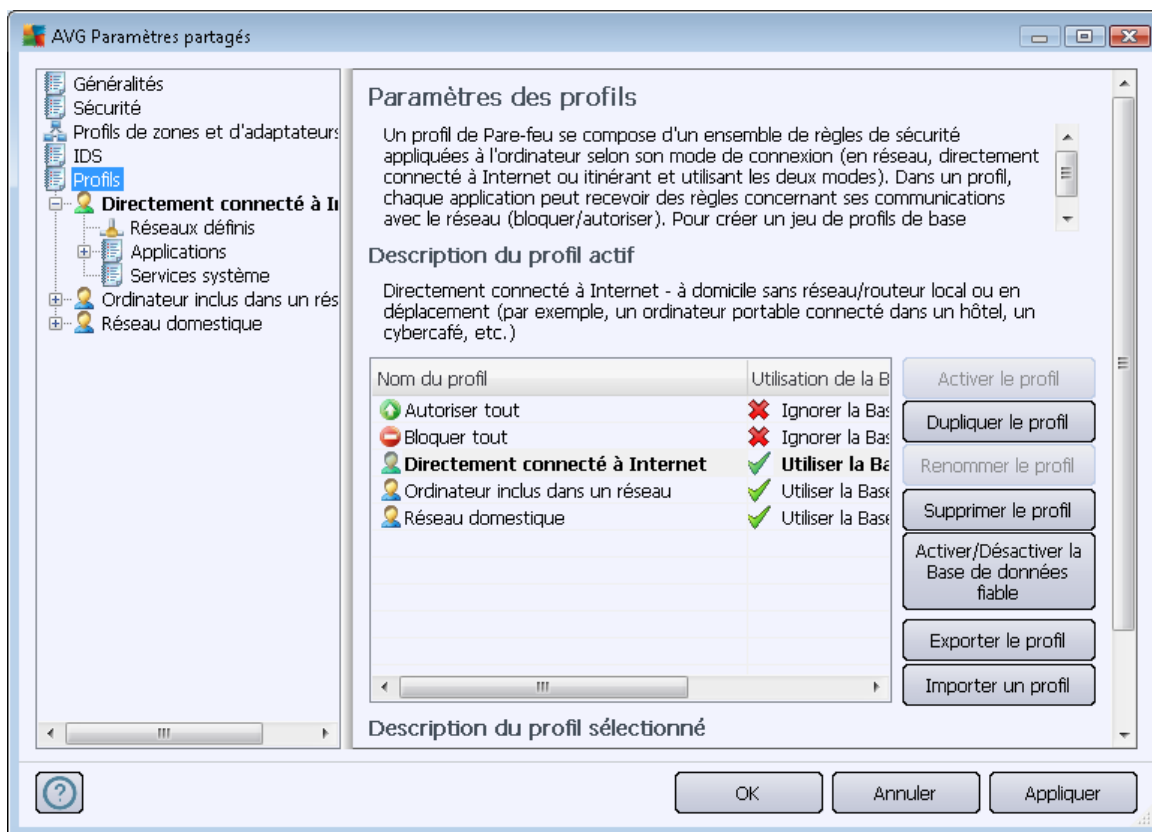 AVG Paramètres partagés
Généralités
Sécurité
Profils de zones et d'adaptateurs
IDS
Profils
Directement connecté à
Réseaux définis
Applications
Services système
Ordinateur inclus dans un rés
Réseau domestique
Paramètres des profils
Un profil de Pare-feu se compose d'un ensemble de règles de sécurité
appliquées à l'ordinateur selon son mode de connexion (en réseau, directement
connecté à Internet ou itinérant et utilisant les deux modes). Dans un profil,
chaque application peut recevoir des règles concernant ses communications
avec le réseau (bloquer/autoriser). Pour créer un jeu de profils de base
Description du profil actif
Directement connecté à Internet - à domicile sans réseau/routeur local ou en
déplacement (par exemple, un ordinateur portable connecté dans un hôtel, un
cybercafé, etc.)
Nom du profil Utilisation de la B
Autoriser tout Ignorer la Bas
Bloquer tout Ignorer la Bas
Directement connecté à Internet Utiliser la Ba
Ordinateur inclus dans un réseau Utiliser la Base
Réseau domestique Utiliser la Base
Activer le profil
Dupliquer le profil
Renommer le profil
Supprimer le profil
Activer/Désactiver la
Base de données
fiable
Exporter le profil
Importer un profil
Description du profil sélectionné
?
OK
Annuler
Appliquer